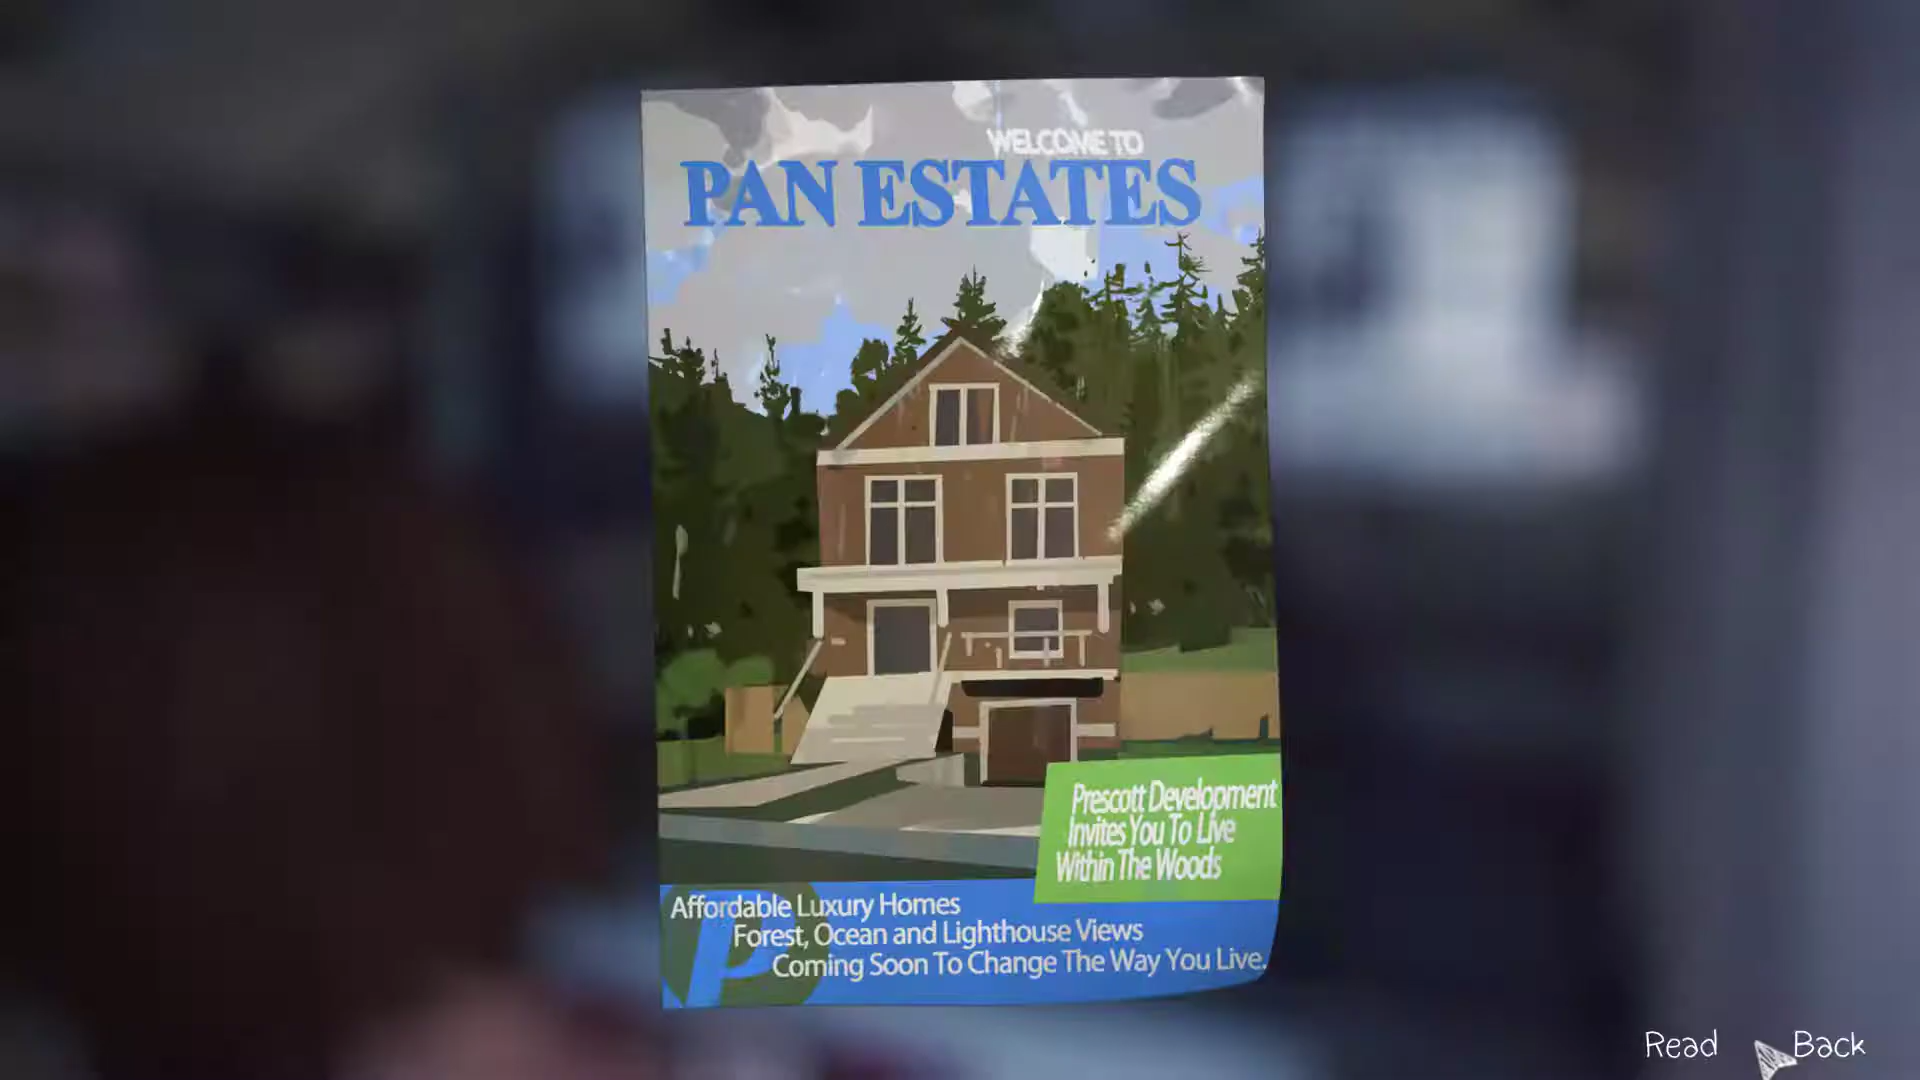 WELCOME TO
PAN ESTATES
Prescott Development
Invites You To Live
Within The Woods
Affordable Luxury Homes
Forest, Ocean and Lighthouse Views
Coming Soon To Change The Way You Live.
P
Read
Back